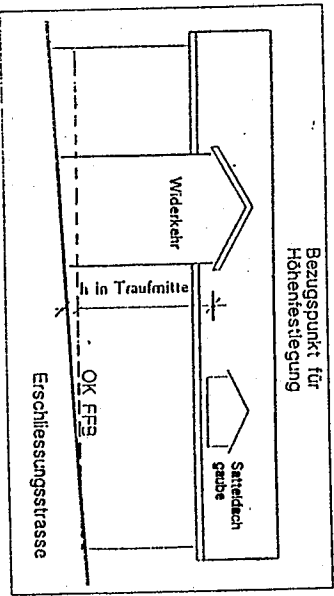 Bezugspunkt für
Höhenfestlegung
Widerkehr
Satteldach
gaube
h in Traufmitte
OK FFB
Erschliessungsstrasse